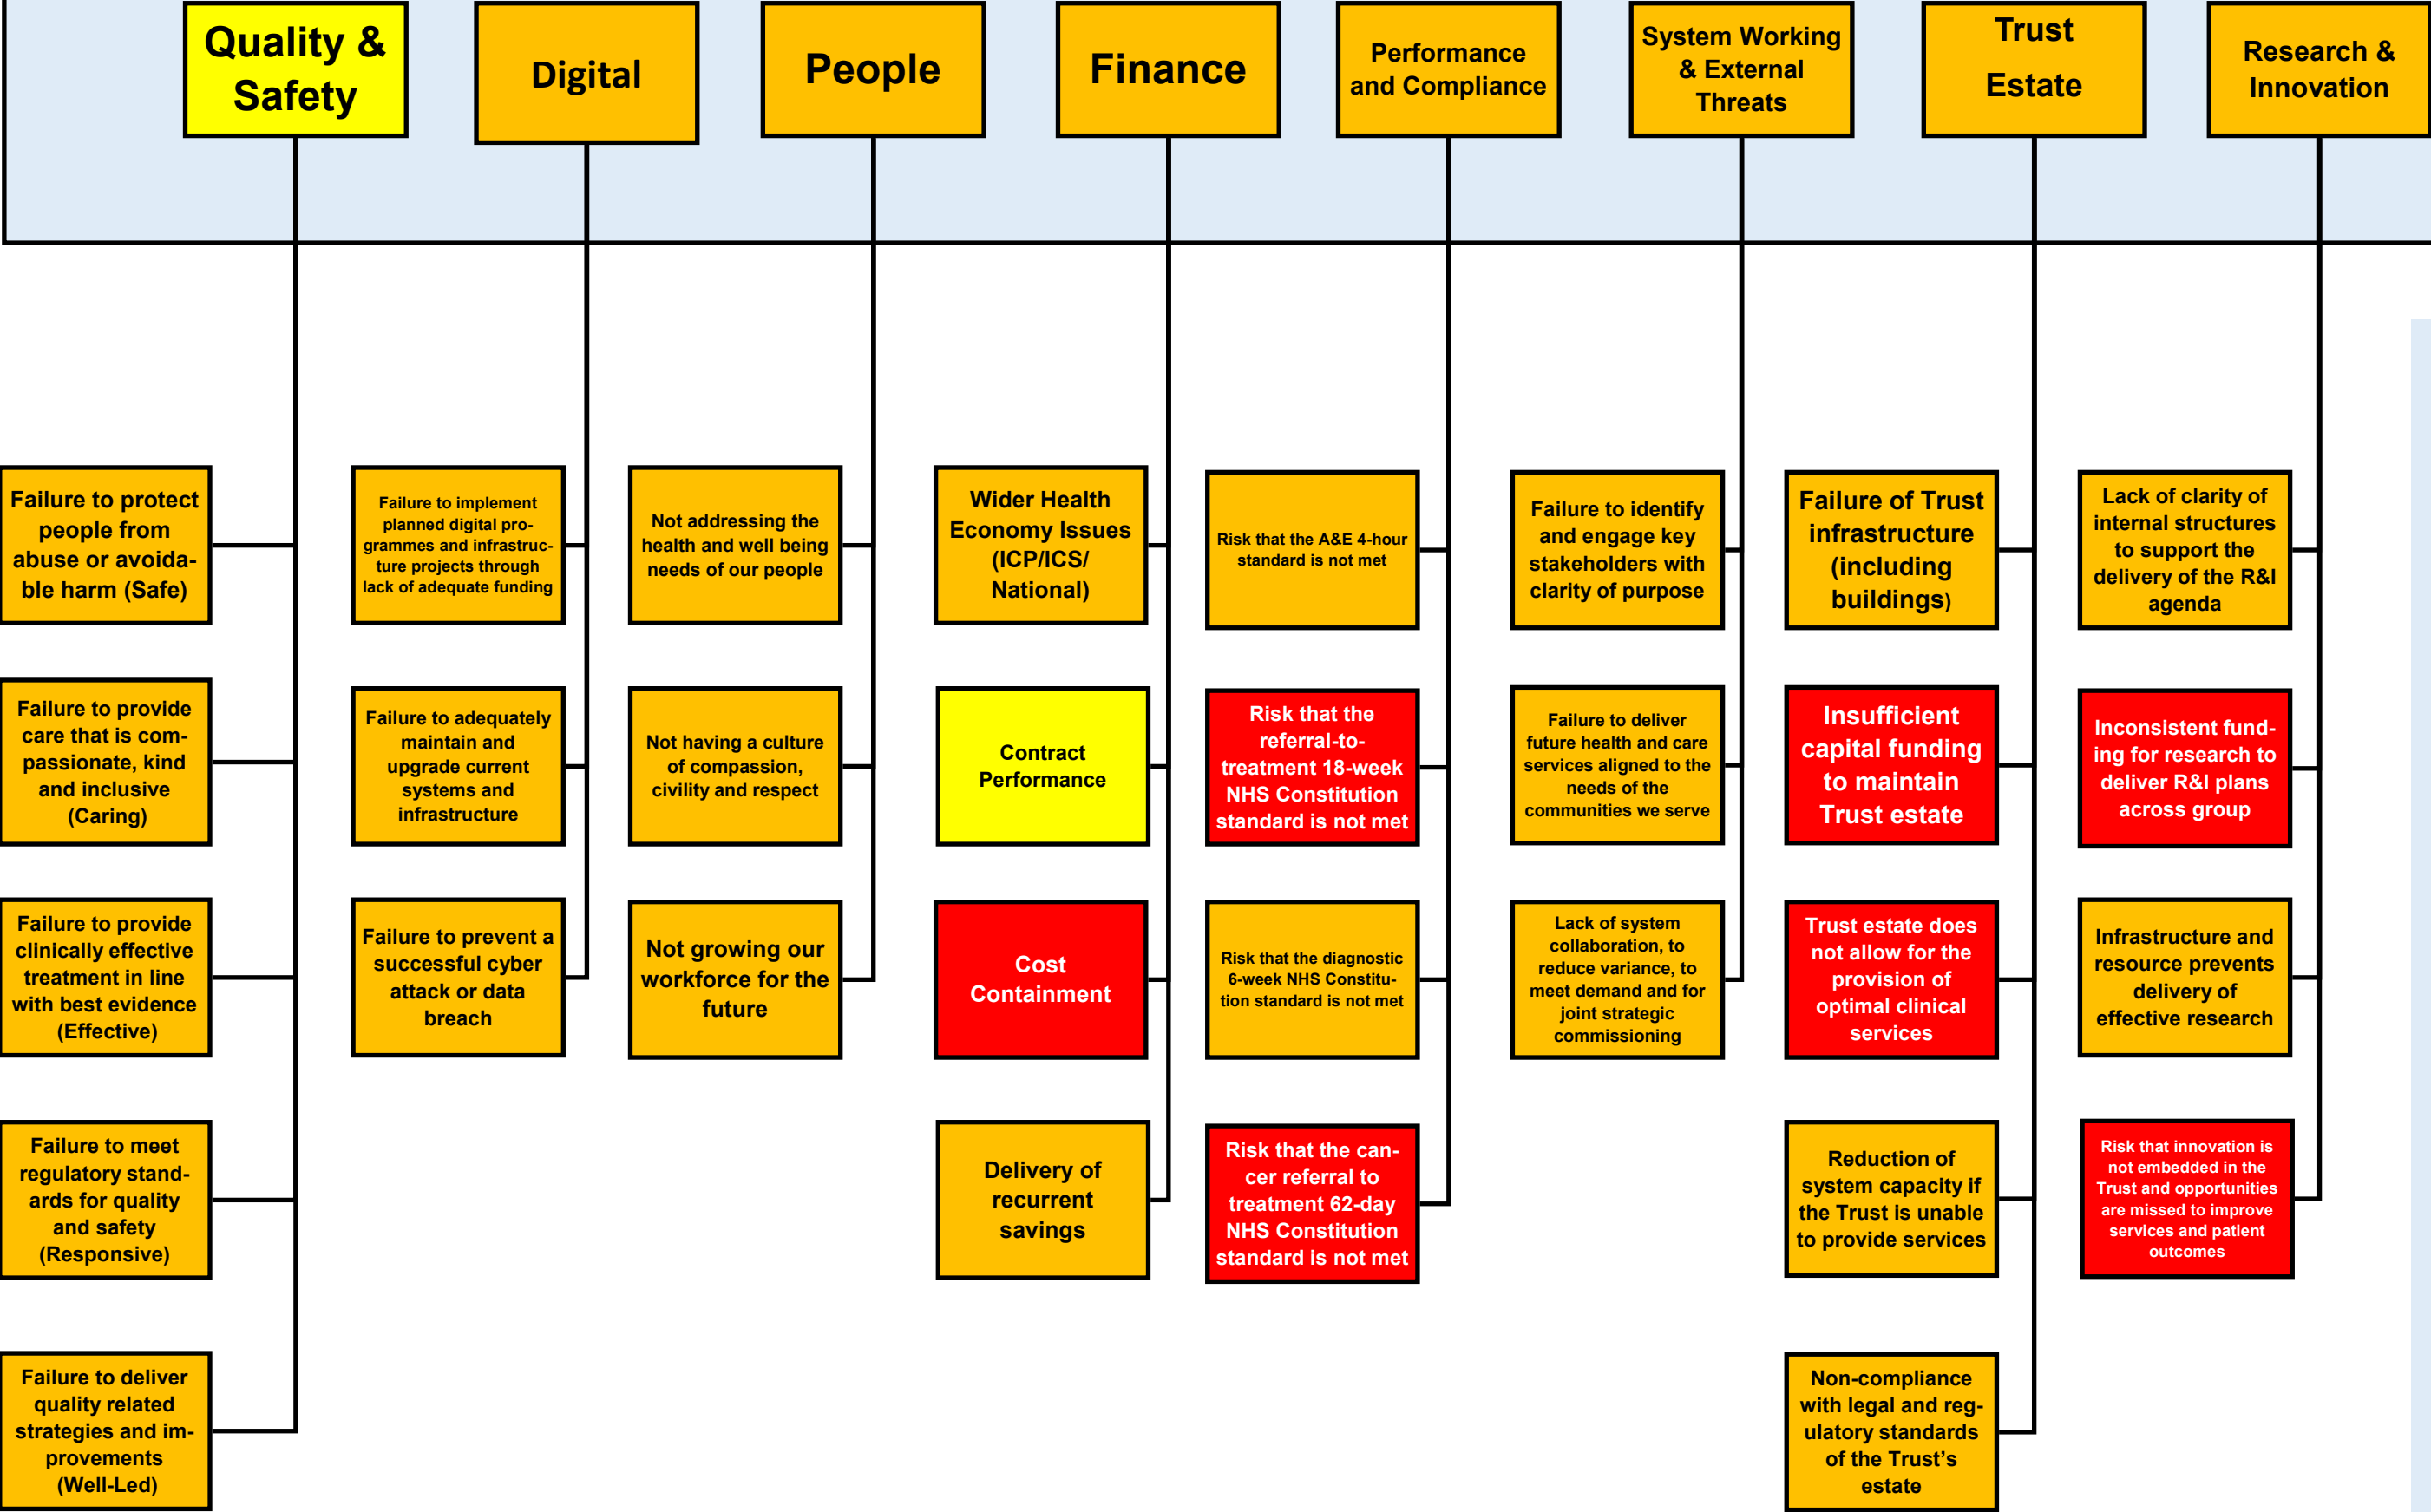 Quality &
Safety
Digital
People
Finance
Performance
and Compliance
System Working
& External
Threats
Trust
Estate
Research &
Innovation
Failure to protect
people from
abuse or avoida-
ble harm (Safe)
Failure to provide
care that is com-
passionate, kind
and inclusive
(Caring)
Failure to provide
clinically effective
treatment in line
with best evidence
(Effective)
Failure to meet
regulatory stand-
ards for quality
and safety
(Responsive)
Failure to deliver
quality related
strategies and im-
provements
(Well-Led)
Failure to implement
planned digital pro-
grammes and infrastruc-
ture projects through
lack of adequate funding
Failure to adequately
maintain and
upgrade current
systems and
infrastructure
Failure to prevent a
successful cyber
attack or data
breach
Not addressing the
health and well being
needs of our people
Not having a culture
of compassion,
civility and respect
Not growing our
workforce for the
future
Wider Health
Economy Issues
(ICP/ICS/
National)
Contract
Performance
Cost
Containment
Delivery of
recurrent
savings
Risk that the A&E 4-hour
standard is not met
Risk that the
referral-to-
treatment 18-week
NHS Constitution
standard is not met
Risk that the diagnostic
6-week NHS Constitu-
tion standard is not met
Risk that the can-
cer referral to
treatment 62-day
NHS Constitution
standard is not met
Failure to identify
and engage key
stakeholders with
clarity of purpose
Failure to deliver
future health and care
services aligned to the
needs of the
communities we serve
Lack of system
collaboration, to
reduce variance, to
meet demand and for
joint strategic
commissioning
Failure of Trust
infrastructure
(including
buildings)
Insufficient
capital funding
to maintain
Trust estate
Trust estate does
not allow for the
provision of
optimal clinical
services
Reduction of
system capacity if
the Trust is unable
to provide services
Non-compliance
with legal and reg-
ulatory standards
of the Trust's
estate
Lack of clarity of
internal structures
to support the
delivery of the R&I
agenda
Inconsistent fund-
ing for research to
deliver R&I plans
across group
Infrastructure and
resource prevents
delivery of
effective research
Risk that innovation is
not embedded in the
Trust and opportunities
are missed to improve
services and patient
outcomes